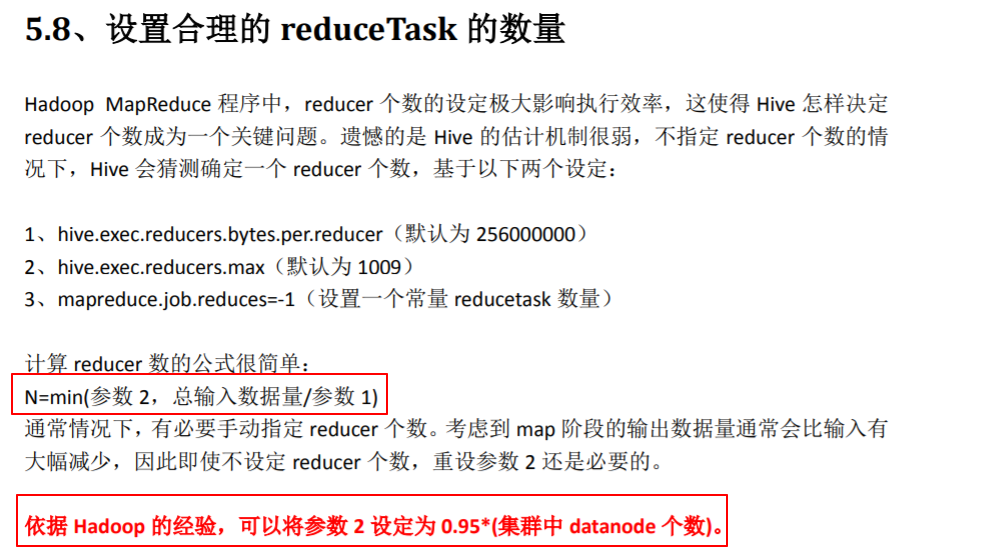 5.8、设置合理的 reduceTask 的数量
Hadoop MapReduce 程序中，reducer 个数的设定极大影响执行效率，这使得 Hive 怎样决定
reducer 个数成为一个关键问题。遗憾的是 Hive 的估计机制很弱，不指定 reducer 个数的情
况下，Hive 会猜测确定一个 reducer 个数，基于以下两个设定：
1、hive.exec.reducers.bytes.per.reducer（默认为 256000000）
2、hive.exec.reducers.max（默认为 1009）
3、mapreduce.job.reduces=-1（设置一个常量 reducetask 数量）
计算 reducer 数的公式很简单：
N=min(参数 2，总输入数据量/参数 1)
通常情况下，有必要手动指定 reducer 个数。考虑到 map 阶段的输出数据量通常会比输入有
大幅减少，因此即使不设定 reducer 个数，重设参数 2 还是必要的。
依据 Hadoop 的经验，可以将参数 2 设定为 0.95*(集群中 datanode 个数)。